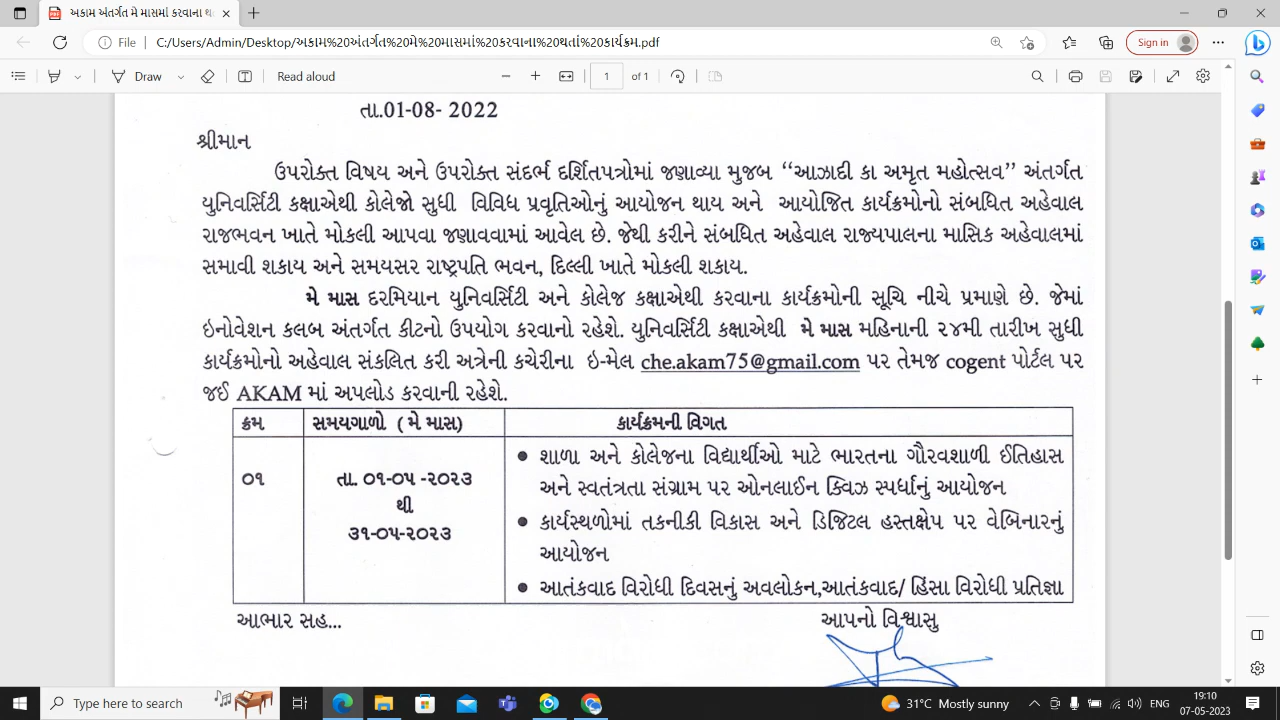 અકામ અંતર્ગત મે માસમાં કરવાના થ
File
C:/Users/Admin/Desktop/અકામ%20અંતર્ગત%20મે%20માસમાં%20કરવાના%20થતાં%20કાર્યક્રમ.pdf
Sign in
Draw
Read aloud
1 of 1
તા.01-08- 2022
શ્રીમાન
ઉપરોક્ત વિષય અને ઉપરોક્ત સંદર્ભ દર્શિતપત્રોમાં જણાવ્યા મુજબ ‘‘આઝાદી કા અમૃત મહોત્સવ’’ અંતર્ગત
યુનિવર્સિટી કક્ષાએથી કોલેજો સુધી વિવિધ પ્રવૃતિઓનું આયોજન થાય અને આયોજિત કાર્યક્રમોનો સંબધિત અહેવાલ
રાજભવન ખાતે મોકલી આપવા જણાવવામાં આવેલ છે. જેથી કરીને સંબધિત અહેવાલ રાજ્યપાલના માસિક અહેવાલમાં
સમાવી શકાય અને સમયસર રાષ્ટ્રપતિ ભવન, દિલ્લી ખાતે મોકલી શકાય.
મે માસ દરમિયાન યુનિવર્સિટી અને કોલેજ કક્ષાએથી કરવાના કાર્યક્રમોની સૂચિ નીચે પ્રમાણે છે. જેમાં
ઇનોવેશન કલબ અંતર્ગત કીટનો ઉપયોગ કરવાનો રહેશે. યુનિવર્સિટી કક્ષાએથી મે માસ મહિનાની ૨૪મી તારીખ સુધી
કાર્યક્રમોનો અહેવાલ સંકલિત કરી અત્રેની કચેરીના ઇ-મેલ che.akam75@gmail.com પર તેમજ cogent પોર્ટલ પર
જઈ AKAM માં અપલોડ કરવાની રહેશે.
ક્રમ સમયગાળો ( મે માસ) કાર્યક્રમની વિગત
૦૧
તા. ૦૧-૦૫ -૨૦૨૩
થી
૩૧-૦૫-૨૦૨૩
● શાળા અને કોલેજના વિદ્યાર્થીઓ માટે ભારતના ગૌરવશાળી ઈતિહાસ
અને સ્વતંત્રતા સંગ્રામ પર ઓનલાઈન ક્વિઝ સ્પર્ધાનું આયોજન
● કાર્યસ્થળોમાં તકનીકી વિકાસ અને ડિજિટલ હસ્તક્ષેપ પર વેબિનારનું
આયોજન
● આતંકવાદ વિરોધી દિવસનું અવલોકન,આતંકવાદ/ હિંસા વિરોધી પ્રતિજ્ઞા
આભાર સહ...
આપનો વિશ્વાસુ
Type here to search
31°C Mostly sunny
ENG
19:10
07-05-2023